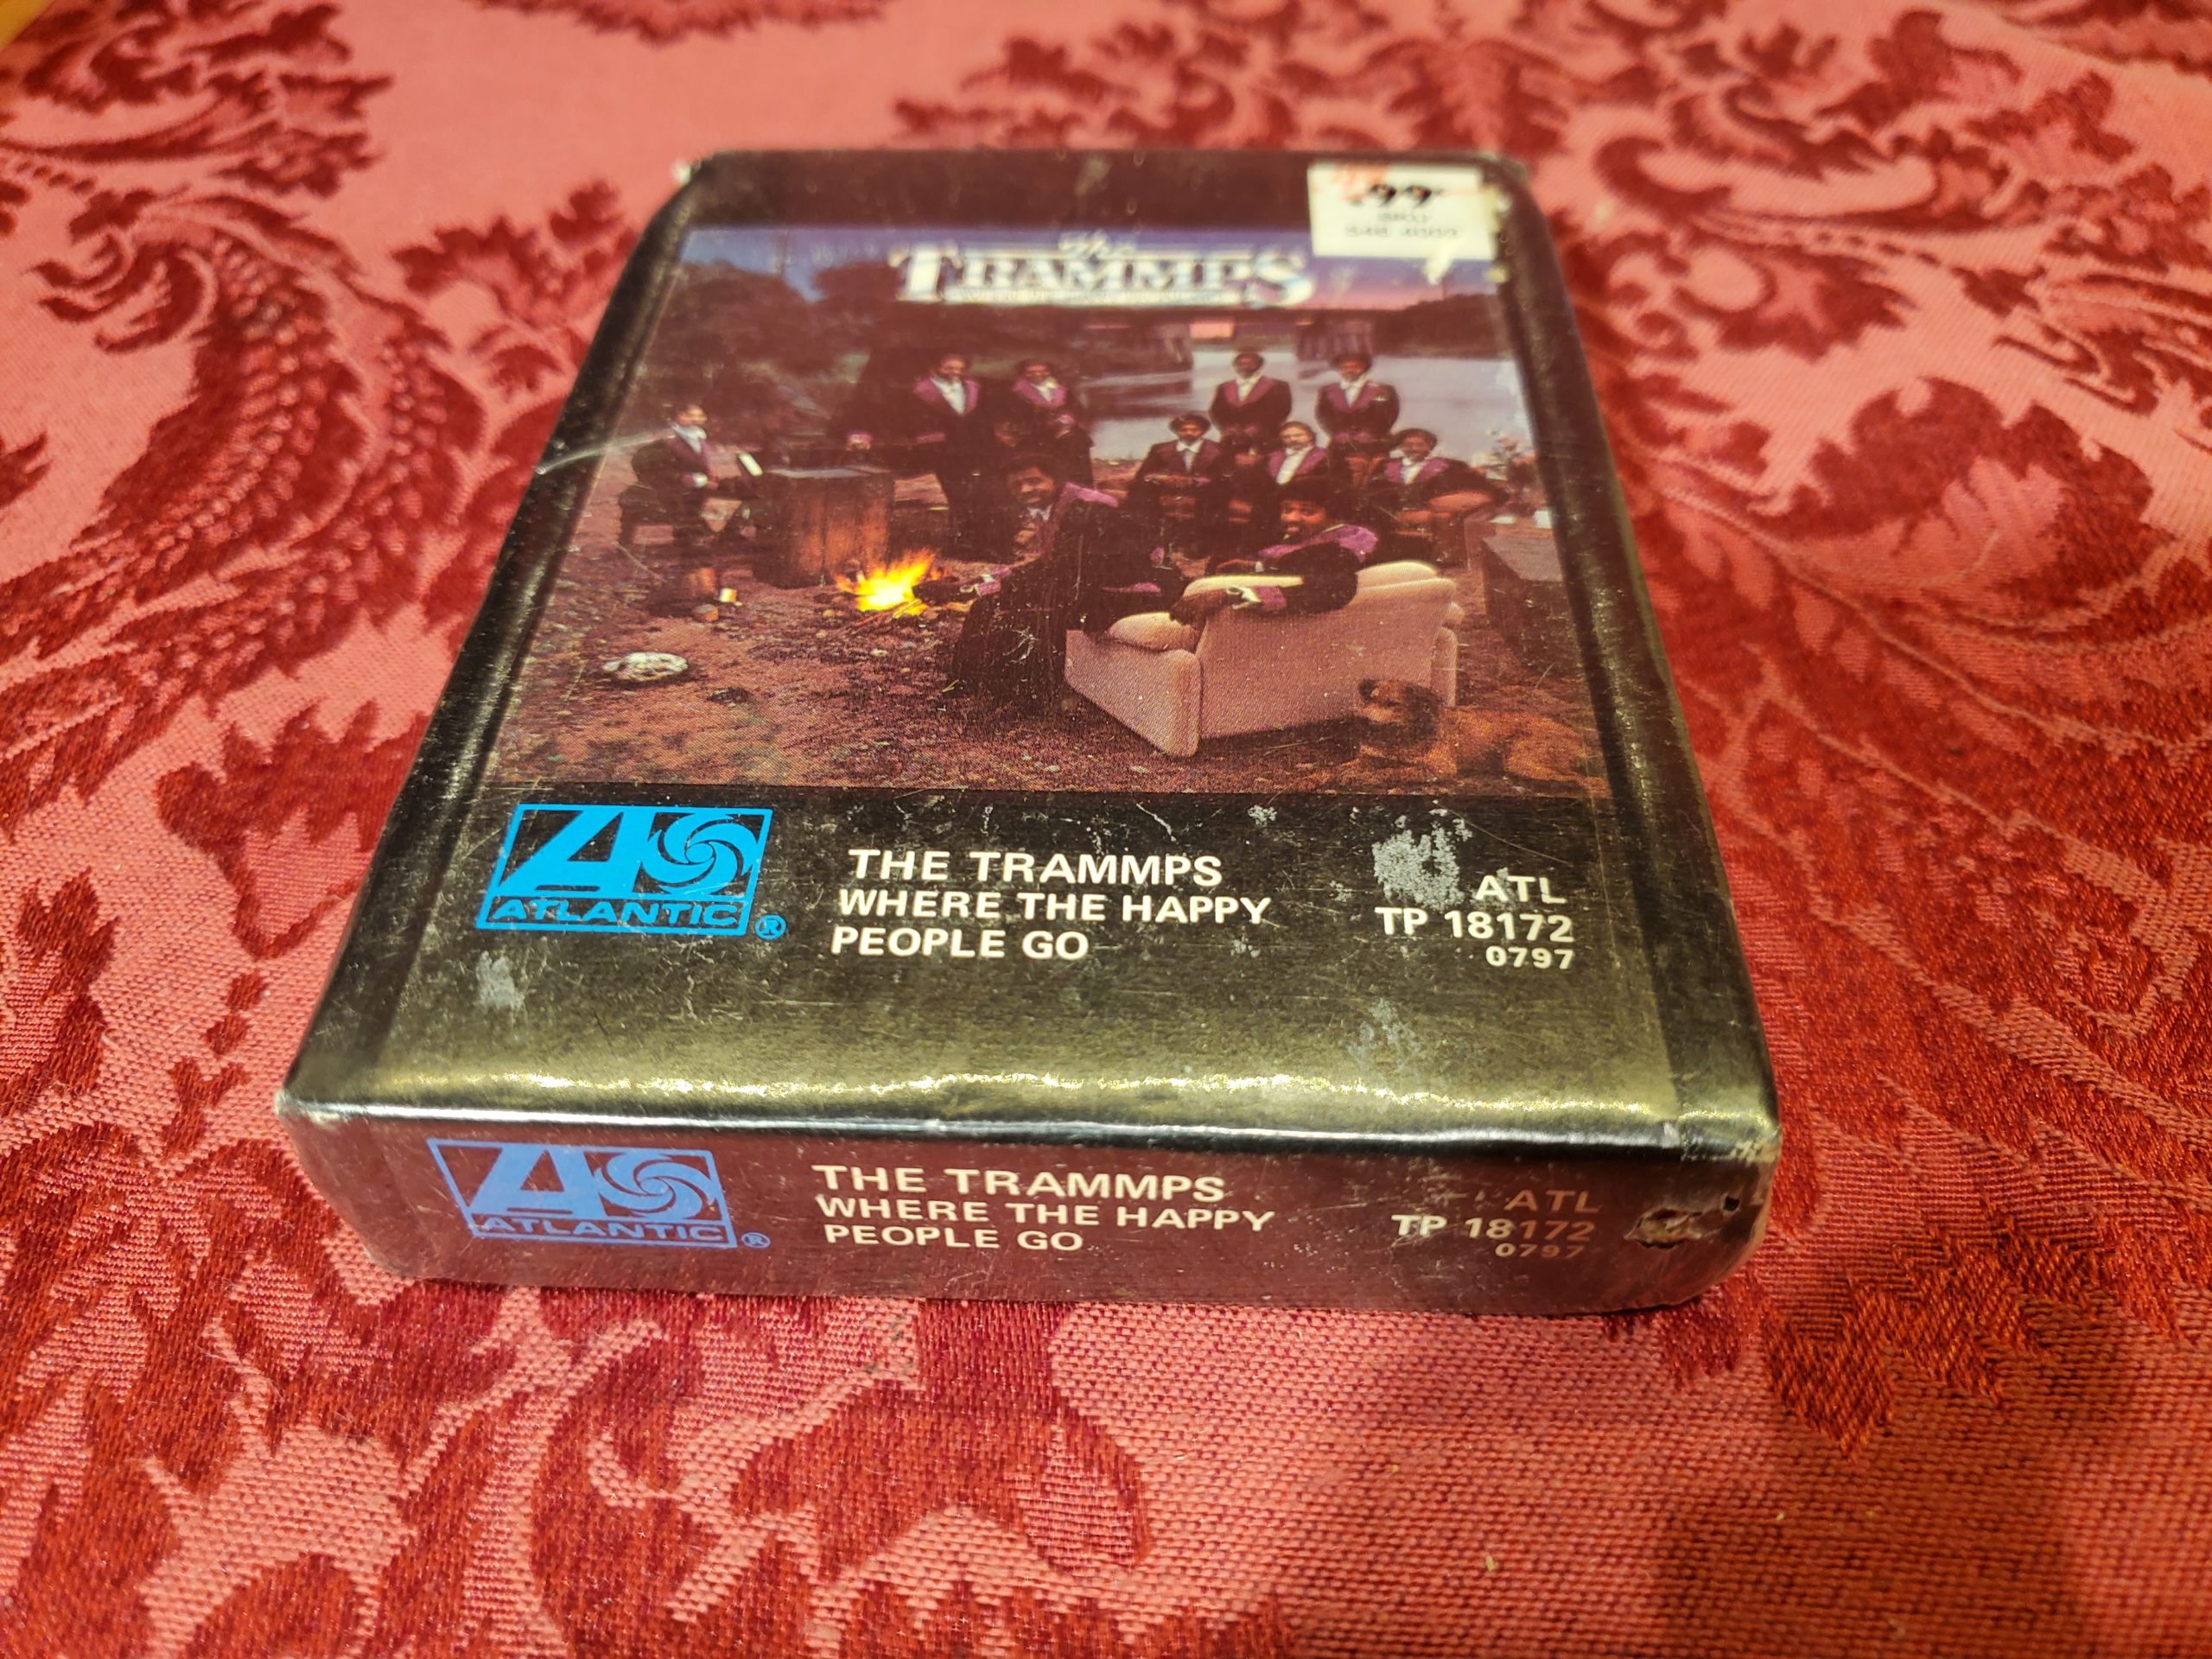 .99
The
TRAMMPS
ATLANTIC®
THE TRAMMPS
WHERE THE HAPPY
PEOPLE GO
ATL
TP 18172
0797
ATLANTIC®
THE TRAMMPS
WHERE THE HAPPY
PEOPLE GO
ATL
TP 18172
0797